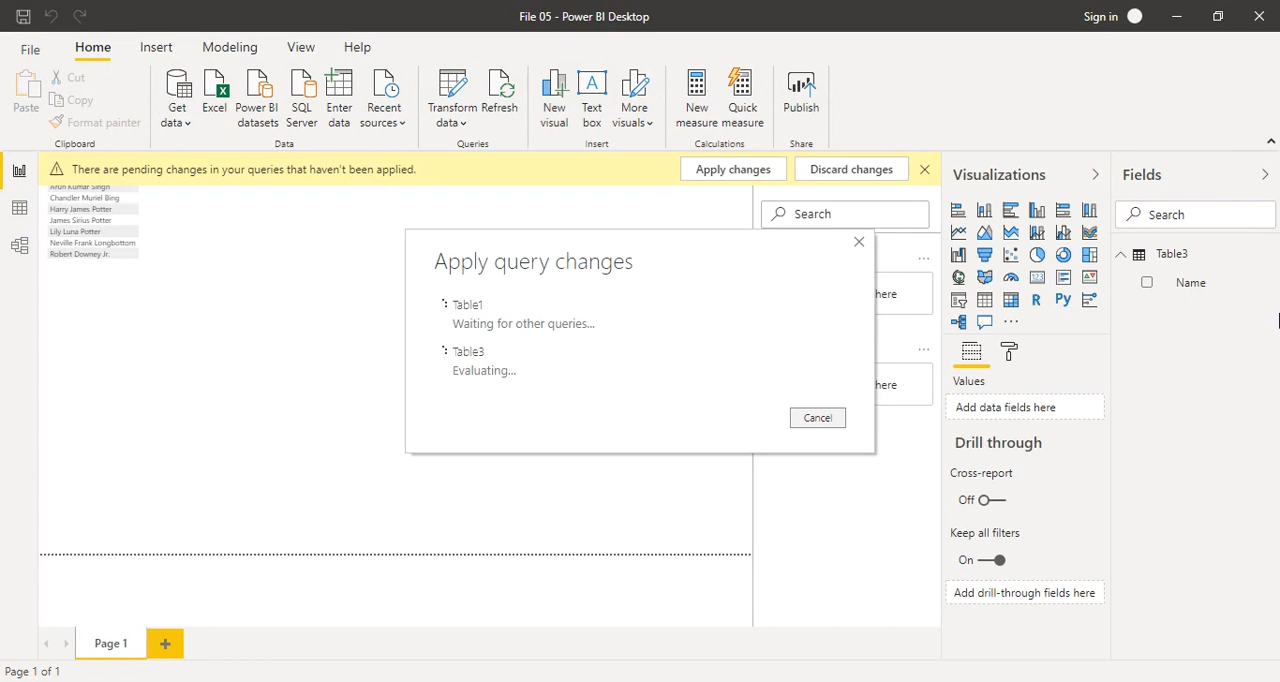 File 05 - Power BI Desktop
Sign in
File
Home
Insert
Modeling
View
Help
Paste
Cut
Copy
Format painter
Clipboard
Get data
Excel
Power BI datasets
SQL Server
Enter data
Recent sources
Data
Transform data
Refresh
Queries
New visual
Text box
More visuals
Insert
New measure
Quick measure
Calculations
Publish
Share
There are pending changes in your queries that haven't been applied.
Apply changes
Discard changes
Arun Kumar Singh
Chandler Muriel Bing
Harry James Potter
James Sirius Potter
Lily Luna Potter
Neville Frank Longbottom
Robert Downey Jr.
Search
here
here
Apply query changes
Table1
Waiting for other queries...
Table3
Evaluating...
Cancel
Visualizations
R
Py
Values
Add data fields here
Drill through
Cross-report
Off
Keep all filters
On
Add drill-through fields here
Fields
Search
Table3
Name
Page 1
Page 1 of 1